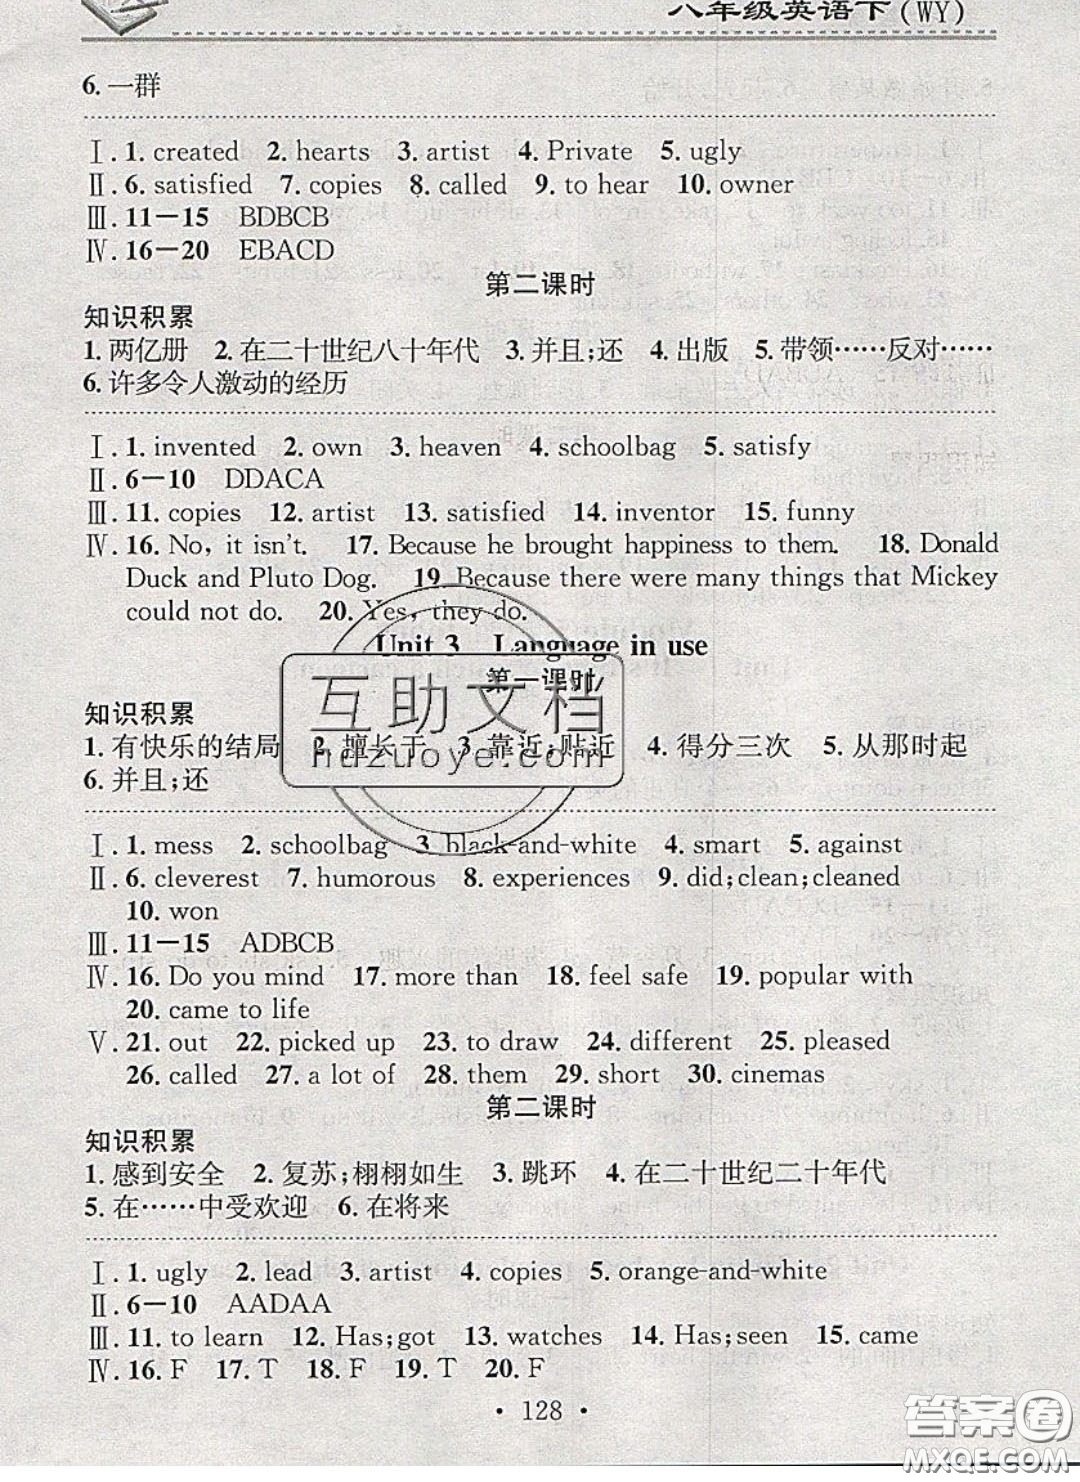 八年级英语下(WY)
6.一群
Ⅰ.1. created 2. hearts 3. artist 4. Private 5. ugly
Ⅱ.6. satisfied 7. copies 8. called 9. to hear 10. owner
Ⅲ.11—15 BDBCB
Ⅳ.16—20 EBACD
第二课时
知识积累
1.两亿册 2.在二十世纪八十年代 3.并且;还 4.出版 5.带领……反对……
6.许多令人激动的经历
Ⅰ.1. invented 2. own 3. heaven 4. schoolbag 5. satisfy
Ⅱ.6—10 DDACA
Ⅲ.11. copies 12. artist 13. satisfied 14. inventor 15. funny
Ⅳ.16. No, it isn't. 17. Because he brought happiness to them. 18. Donald
Duck and Pluto Dog. 19. Because there were many things that Mickey
could not do. 20. Yes, they do.
Unit 3 Language in use
第一课时
知识积累
1.有快乐的结局 2.擅长于 3.靠近;贴近 4.得分三次 5.从那时起
6.并且;还
Ⅰ.1. mess 2. schoolbag 3. black-and-white 4. smart 5. against
Ⅱ.6. cleverest 7. humorous 8. experiences 9. did;clean;cleaned
10. won
Ⅲ.11—15 ADBCB
Ⅳ.16. Do you mind 17. more than 18. feel safe 19. popular with
20. came to life
Ⅴ.21. out 22. picked up 23. to draw 24. different 25. pleased
26. called 27. a lot of 28. them 29. short 30. cinemas
第二课时
知识积累
1.感到安全 2.复苏;栩栩如生 3.跳环 4.在二十世纪二十年代
5.在……中受欢迎 6.在将来
Ⅰ.1. ugly 2. lead 3. artist 4. copies 5. orange-and-white
Ⅱ.6—10 AADAA
Ⅲ.11. to learn 12. Has;got 13. watches 14. Has;seen 15. came
Ⅳ.16. F 17. T 18. F 19. T 20. F
· 128 ·
互助文档
hdzuoye.com
答案圈
MXQE.COM